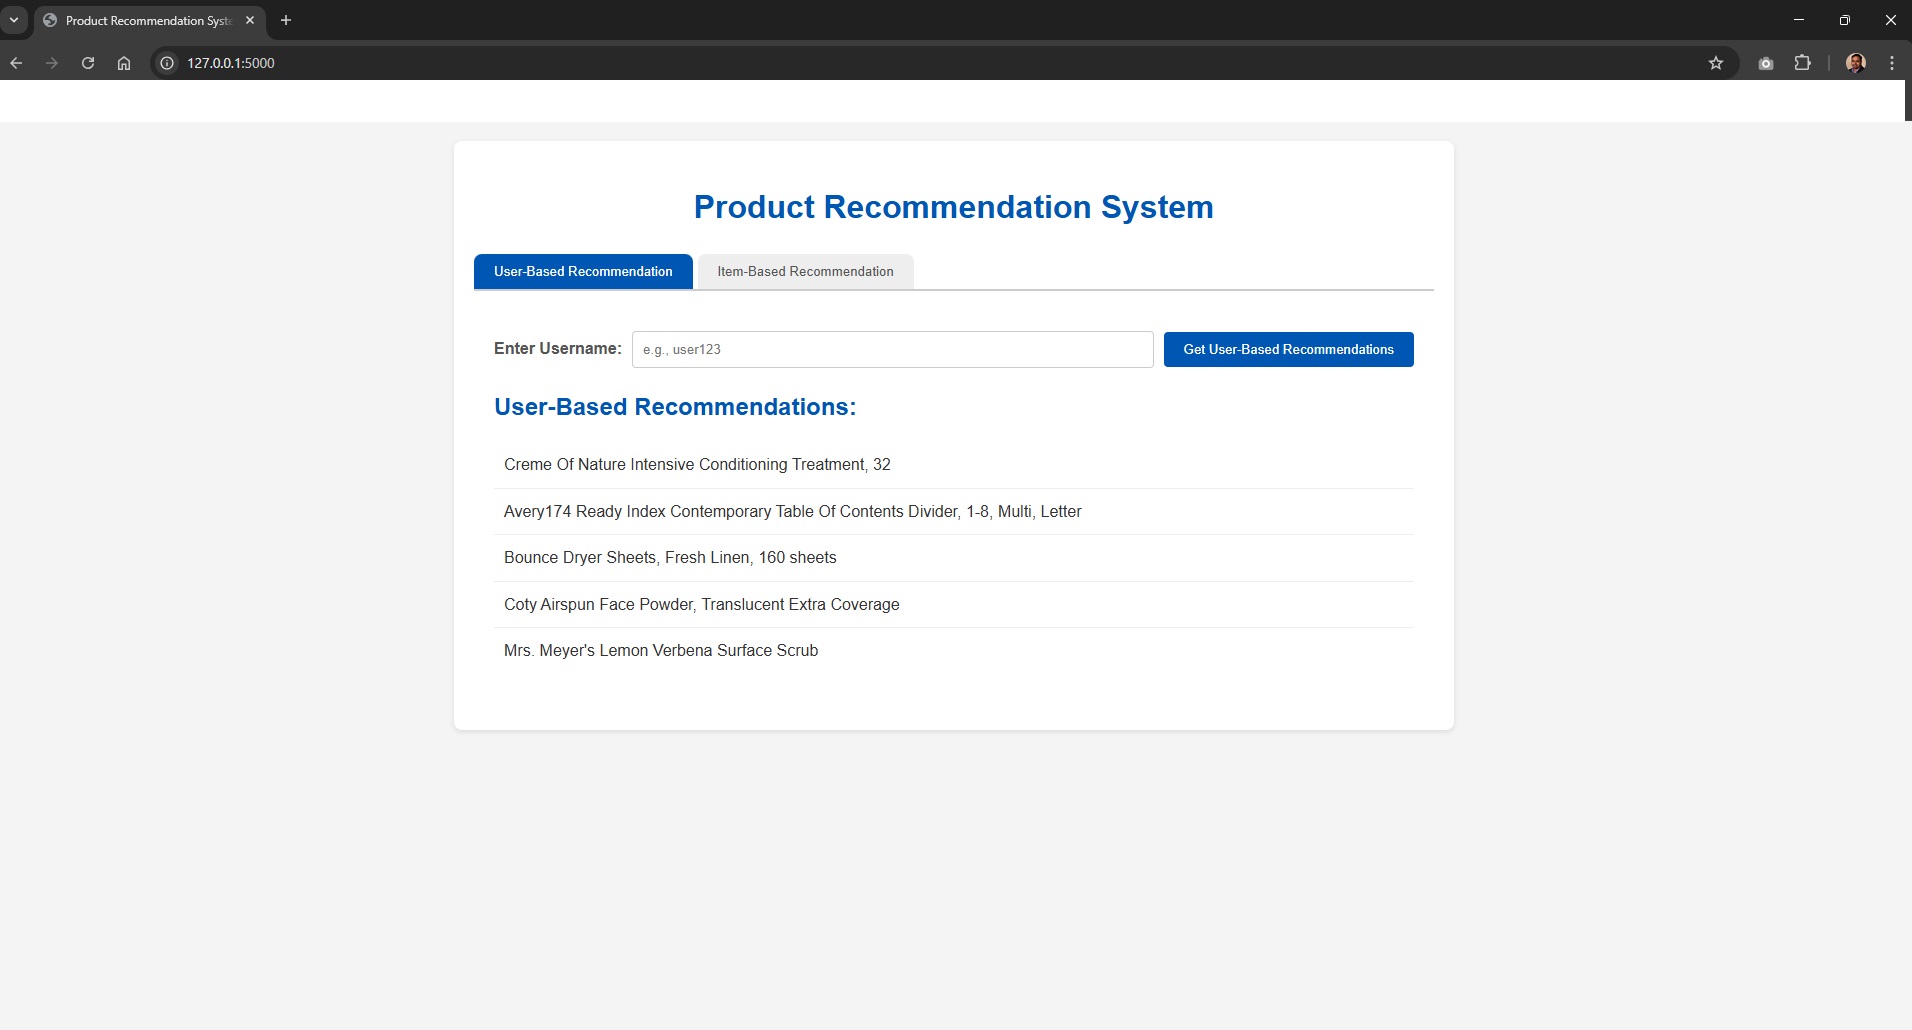 Product Recommendation Syst
127.0.0.1:5000
Product Recommendation System
User-Based Recommendation
Item-Based Recommendation
Enter Username:
e.g., user123
Get User-Based Recommendations
User-Based Recommendations:
Creme Of Nature Intensive Conditioning Treatment, 32
Avery174 Ready Index Contemporary Table Of Contents Divider, 1-8, Multi, Letter
Bounce Dryer Sheets, Fresh Linen, 160 sheets
Coty Airspun Face Powder, Translucent Extra Coverage
Mrs. Meyer's Lemon Verbena Surface Scrub